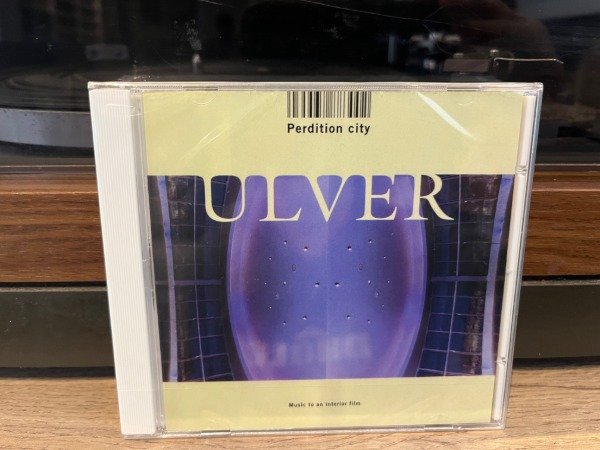 Perdition city
ULVER
Music to an interior film